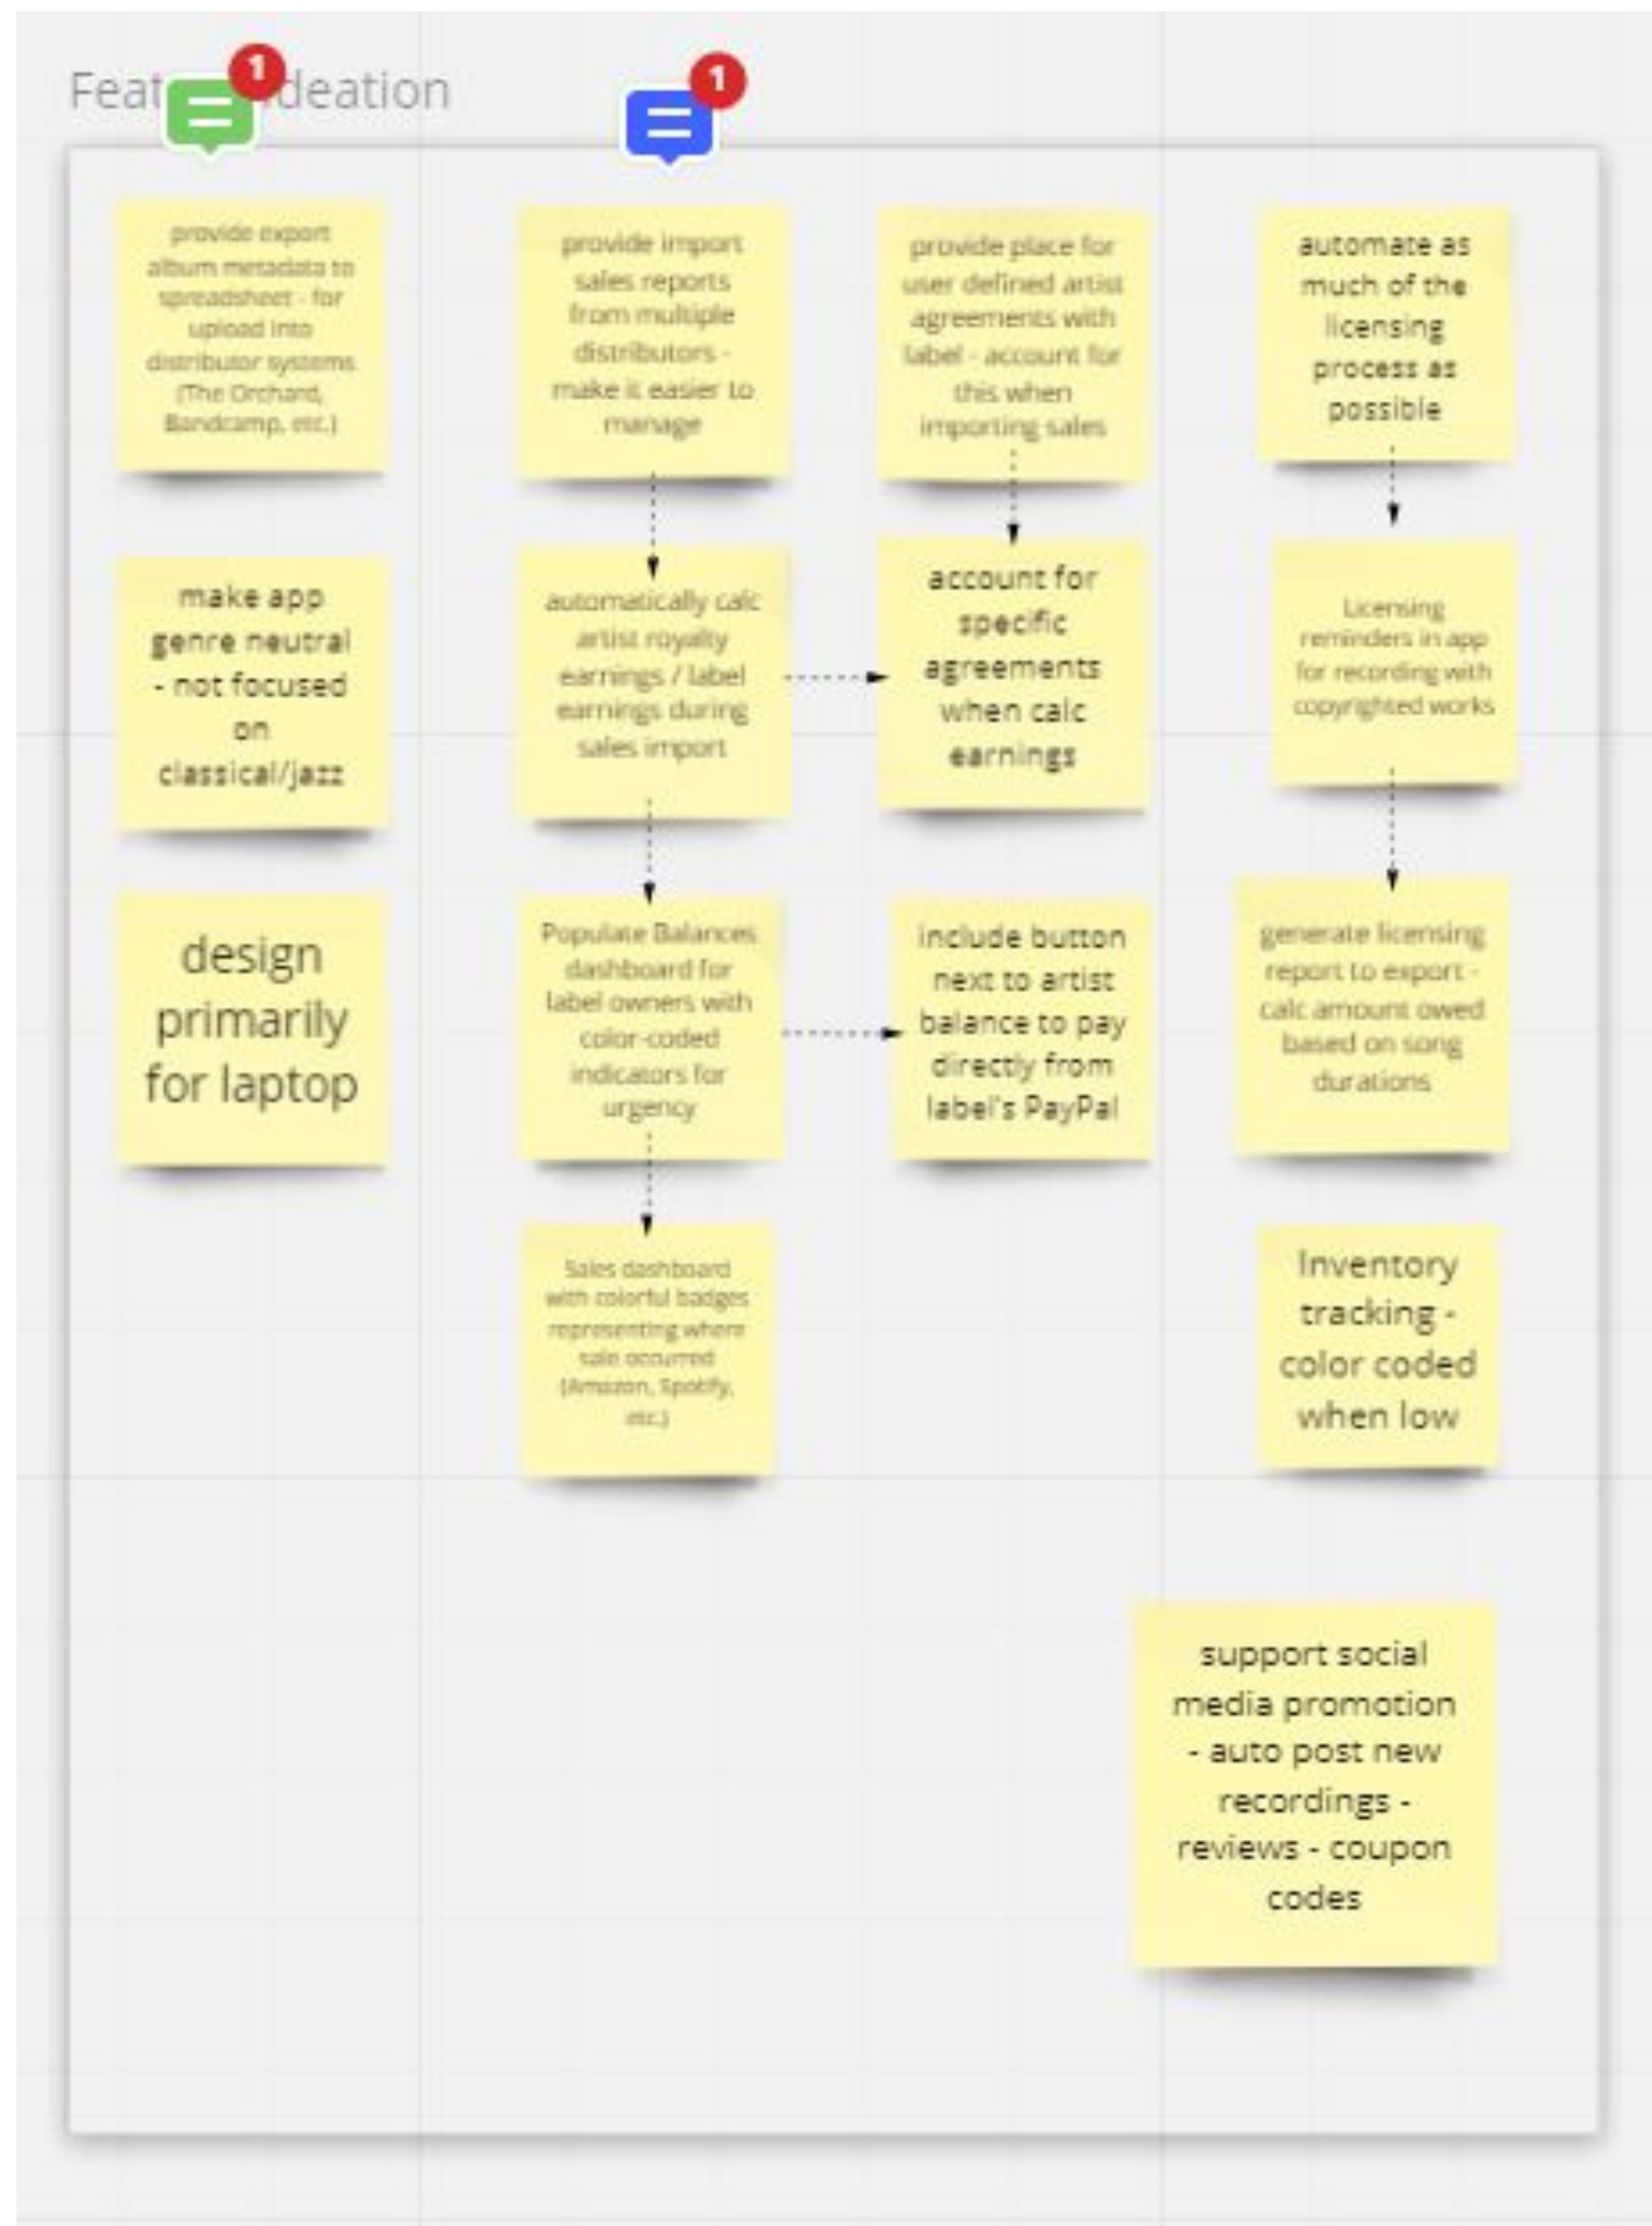 Feat
deation
1
1
provide export
album metadata to
spreadsheet - for
upload into
distributor systems
(The Orchard,
Bandcamp, etc.)
make app
genre neutral
- not focused
on
classical/jazz
design
primarily
for laptop
provide import
sales reports
from multiple
distributors -
make it easier to
manage
automatically calc
artist royalty
earnings / label
earnings during
sales import
Populate Balances
dashboard for
label owners with
color-coded
indicators for
urgency
Sales dashboard
with colorful badges
representing where
sale occurred
(Amazon, Spotify,
etc.)
provide place for
user defined artist
agreements with
label - account for
this when
importing sales
account for
specific
agreements
when calc
earnings
include button
next to artist
balance to pay
directly from
label's PayPal
automate as
much of the
licensing
process as
possible
Licensing
reminders in app
for recording with
copyrighted works
generate licensing
report to export -
calc amount owed
based on song
durations
Inventory
tracking -
color coded
when low
support social
media promotion
- auto post new
recordings -
reviews - coupon
codes